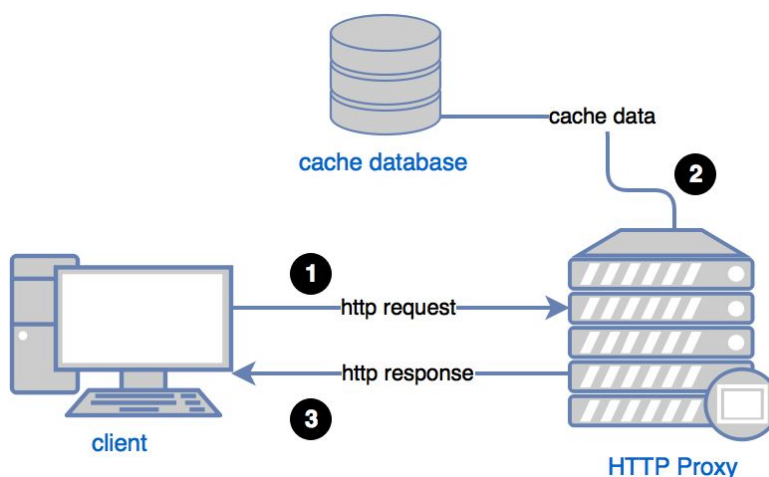 cache data
cache database
2
1
http request
http response
3
client
HTTP Proxy